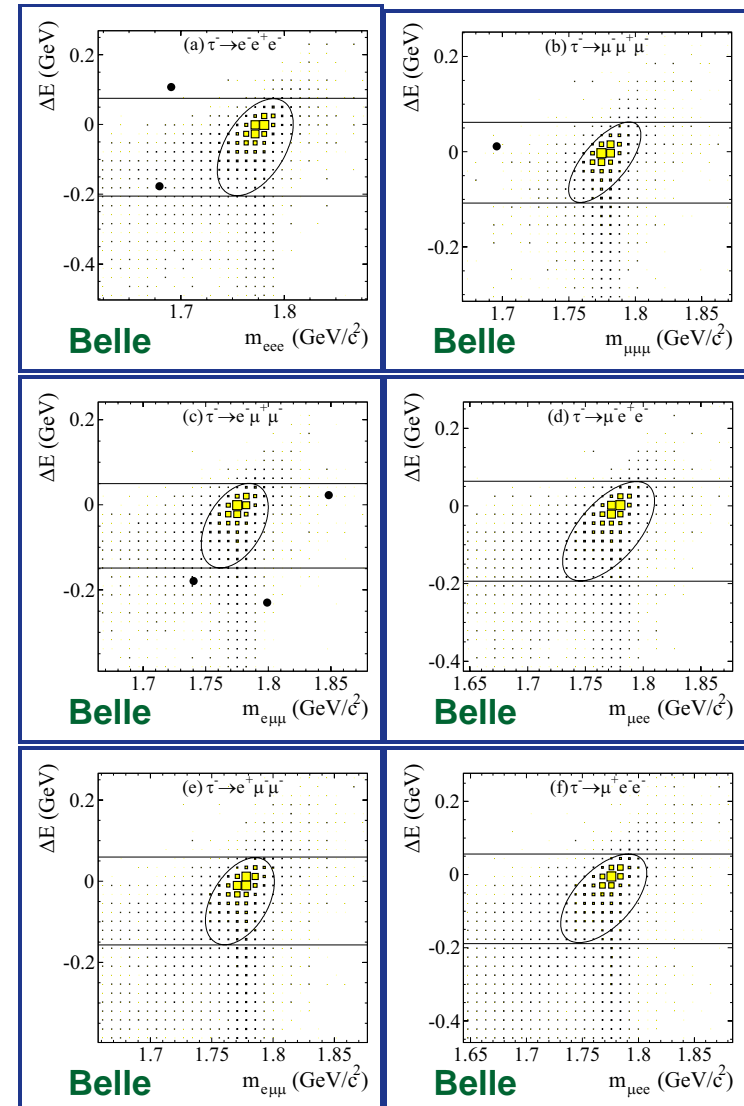 (a) τ⁻→e⁻e⁺e⁻
ΔE (GeV)
0.2
0
-0.2
-0.4
1.7 1.8
Belle m_eee (GeV/c²)
(b) τ⁻→μ⁻μ⁺μ⁻
ΔE (GeV)
0.2
0
-0.2
1.7 1.75 1.8 1.85
Belle m_μμμ (GeV/c²)
(c) τ⁻→e⁻μ⁺μ⁻
ΔE (GeV)
0.2
0
-0.2
1.7 1.75 1.8 1.85
Belle m_eμμ (GeV/c²)
(d) τ⁻→μ⁻e⁺e⁻
ΔE (GeV)
0.2
0
-0.2
-0.4
1.65 1.7 1.75 1.8 1.85
Belle m_μee (GeV/c²)
(e) τ⁻→e⁺μ⁻μ⁻
ΔE (GeV)
0.2
0
-0.2
1.7 1.75 1.8 1.85
Belle m_eμμ (GeV/c²)
(f) τ⁻→μ⁺e⁻e⁻
ΔE (GeV)
0.2
0
-0.2
-0.4
1.65 1.7 1.75 1.8 1.85
Belle m_μee (GeV/c²)